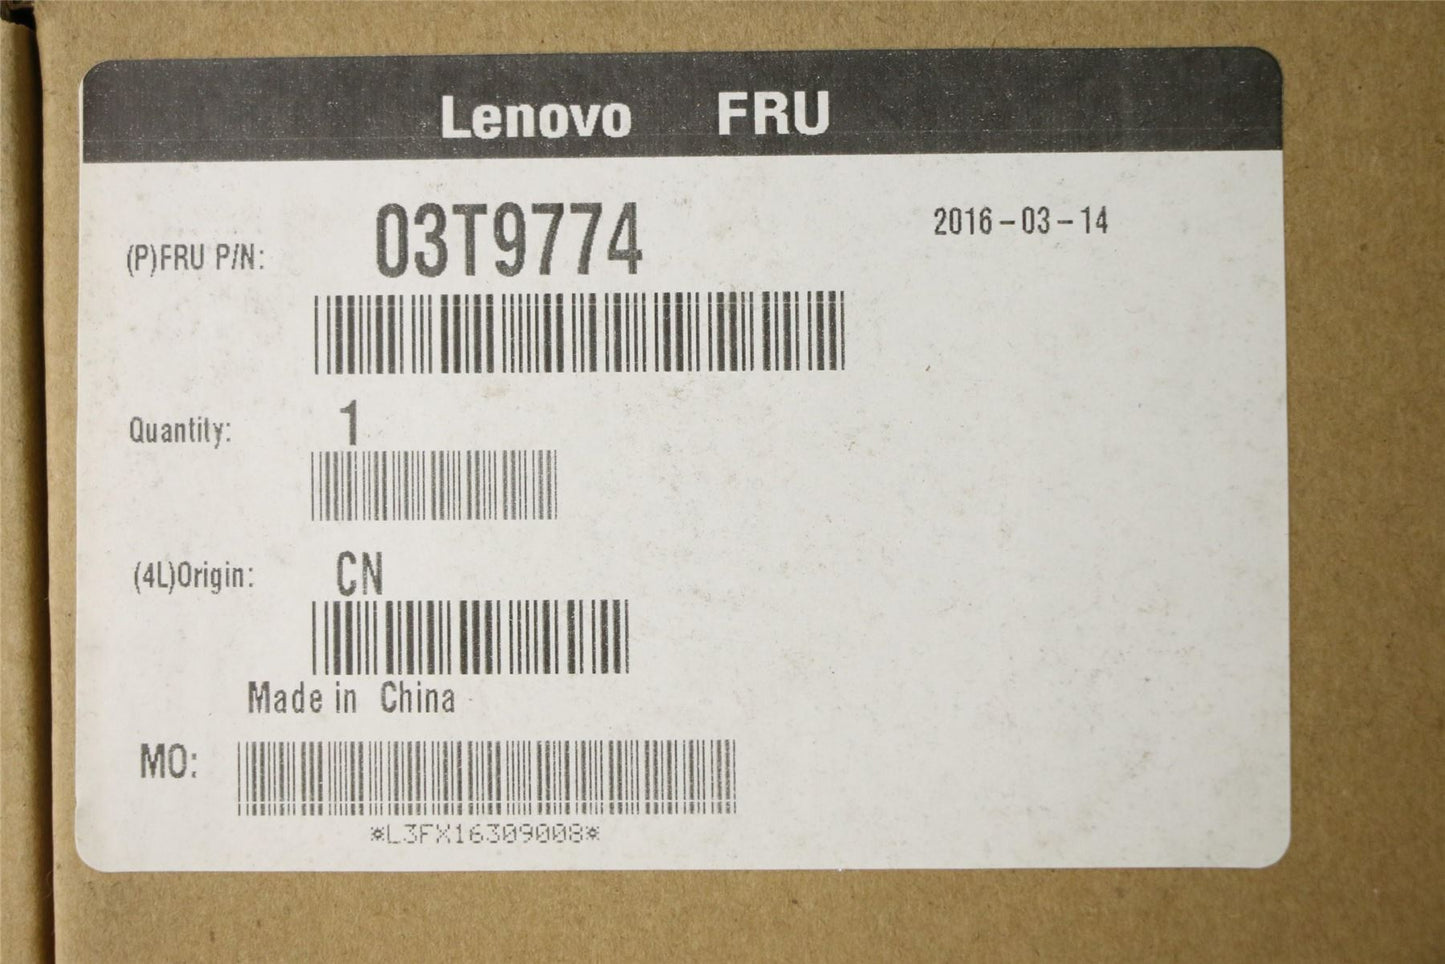 Lenovo FRU
(P)FRU P/N: 03T9774 2016-03-14
Quantity: 1
(4L)Origin: CN
Made in China
MO:
*L3FX16309008*